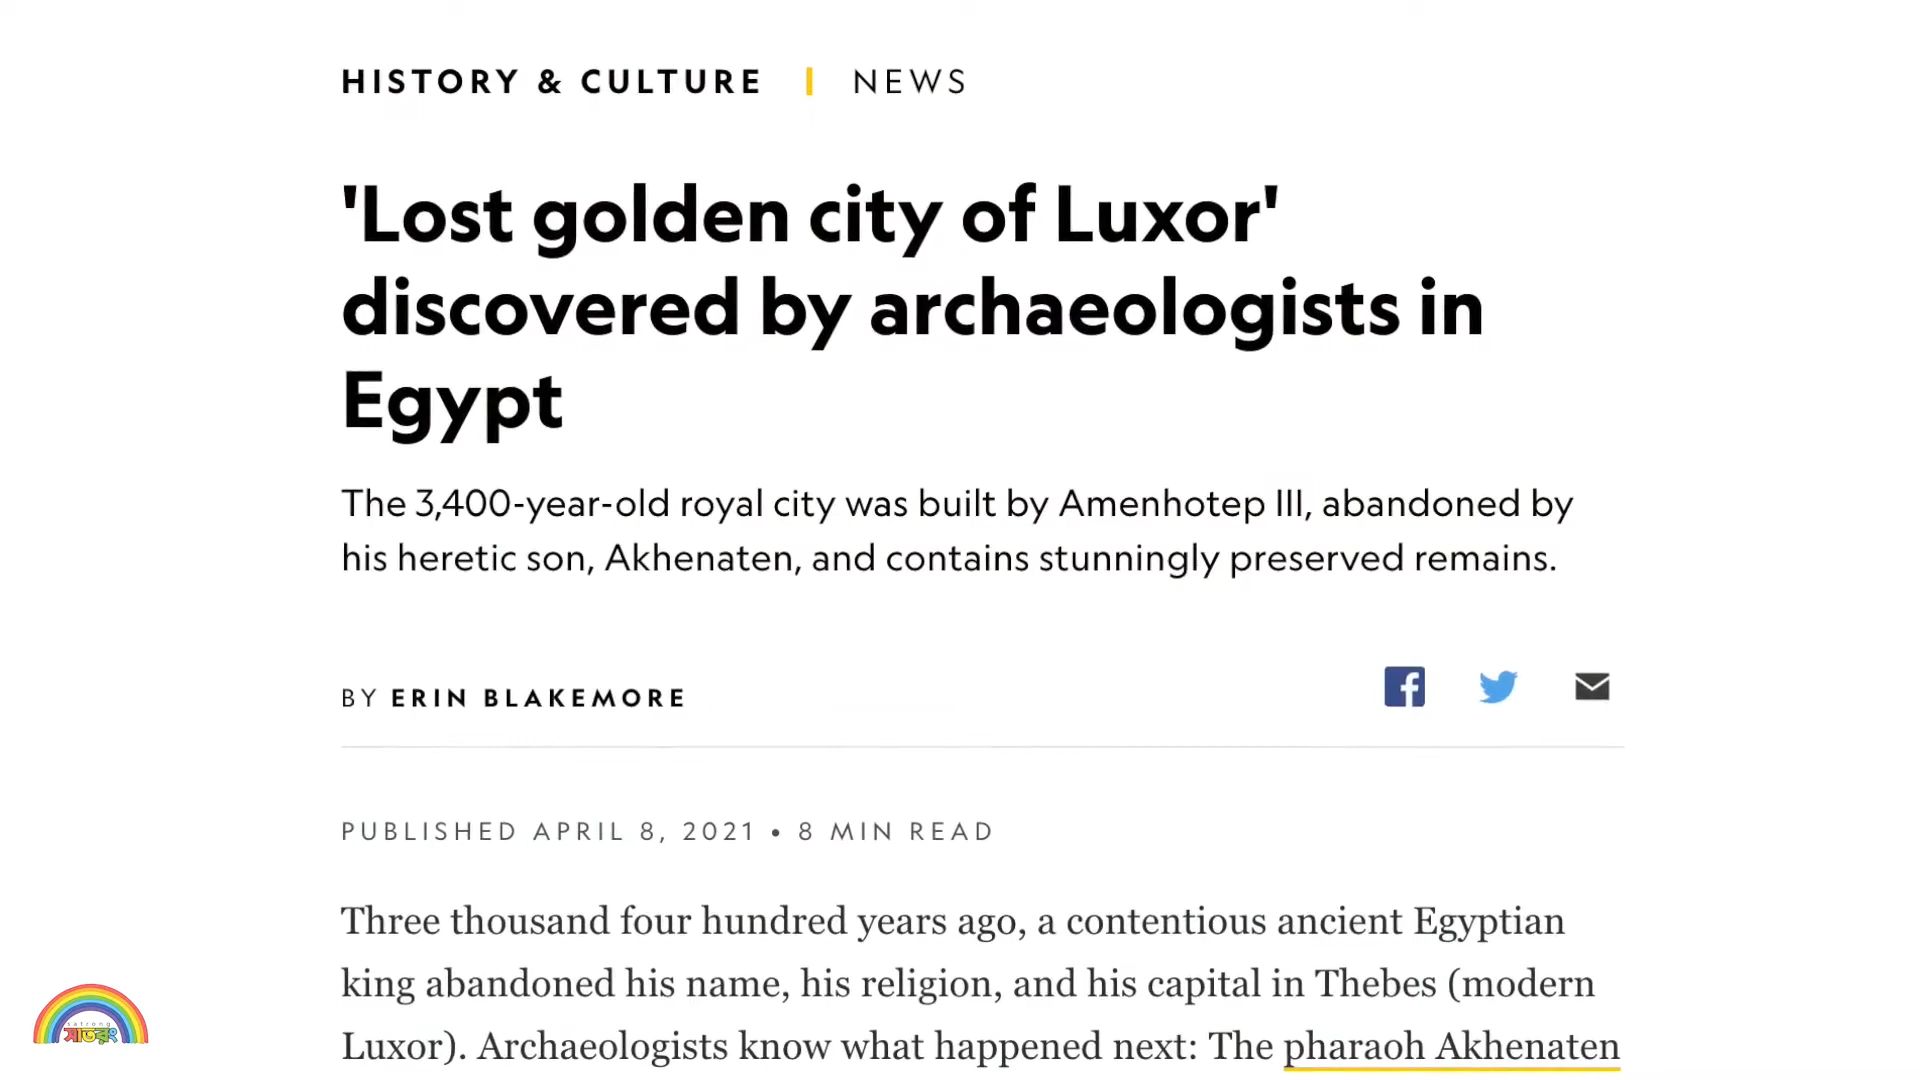 HISTORY & CULTURE | NEWS
'Lost golden city of Luxor'
discovered by archaeologists in
Egypt
The 3,400-year-old royal city was built by Amenhotep III, abandoned by
his heretic son, Akhenaten, and contains stunningly preserved remains.
BY ERIN BLAKEMORE
PUBLISHED APRIL 8, 2021 • 8 MIN READ
Three thousand four hundred years ago, a contentious ancient Egyptian
king abandoned his name, his religion, and his capital in Thebes (modern
Luxor). Archaeologists know what happened next: The pharaoh Akhenaten
satrong
সাতরং